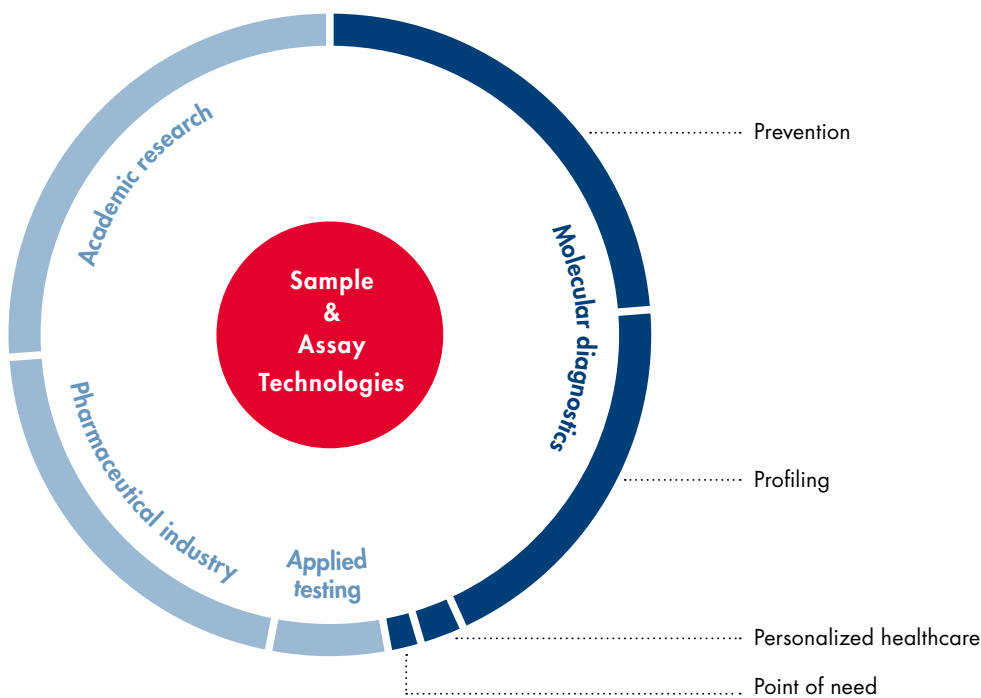 Academic research
Prevention
Molecular diagnostics
Sample
&
Assay
Technologies
Pharmaceutical industry
Profiling
Applied
testing
Personalized healthcare
Point of need